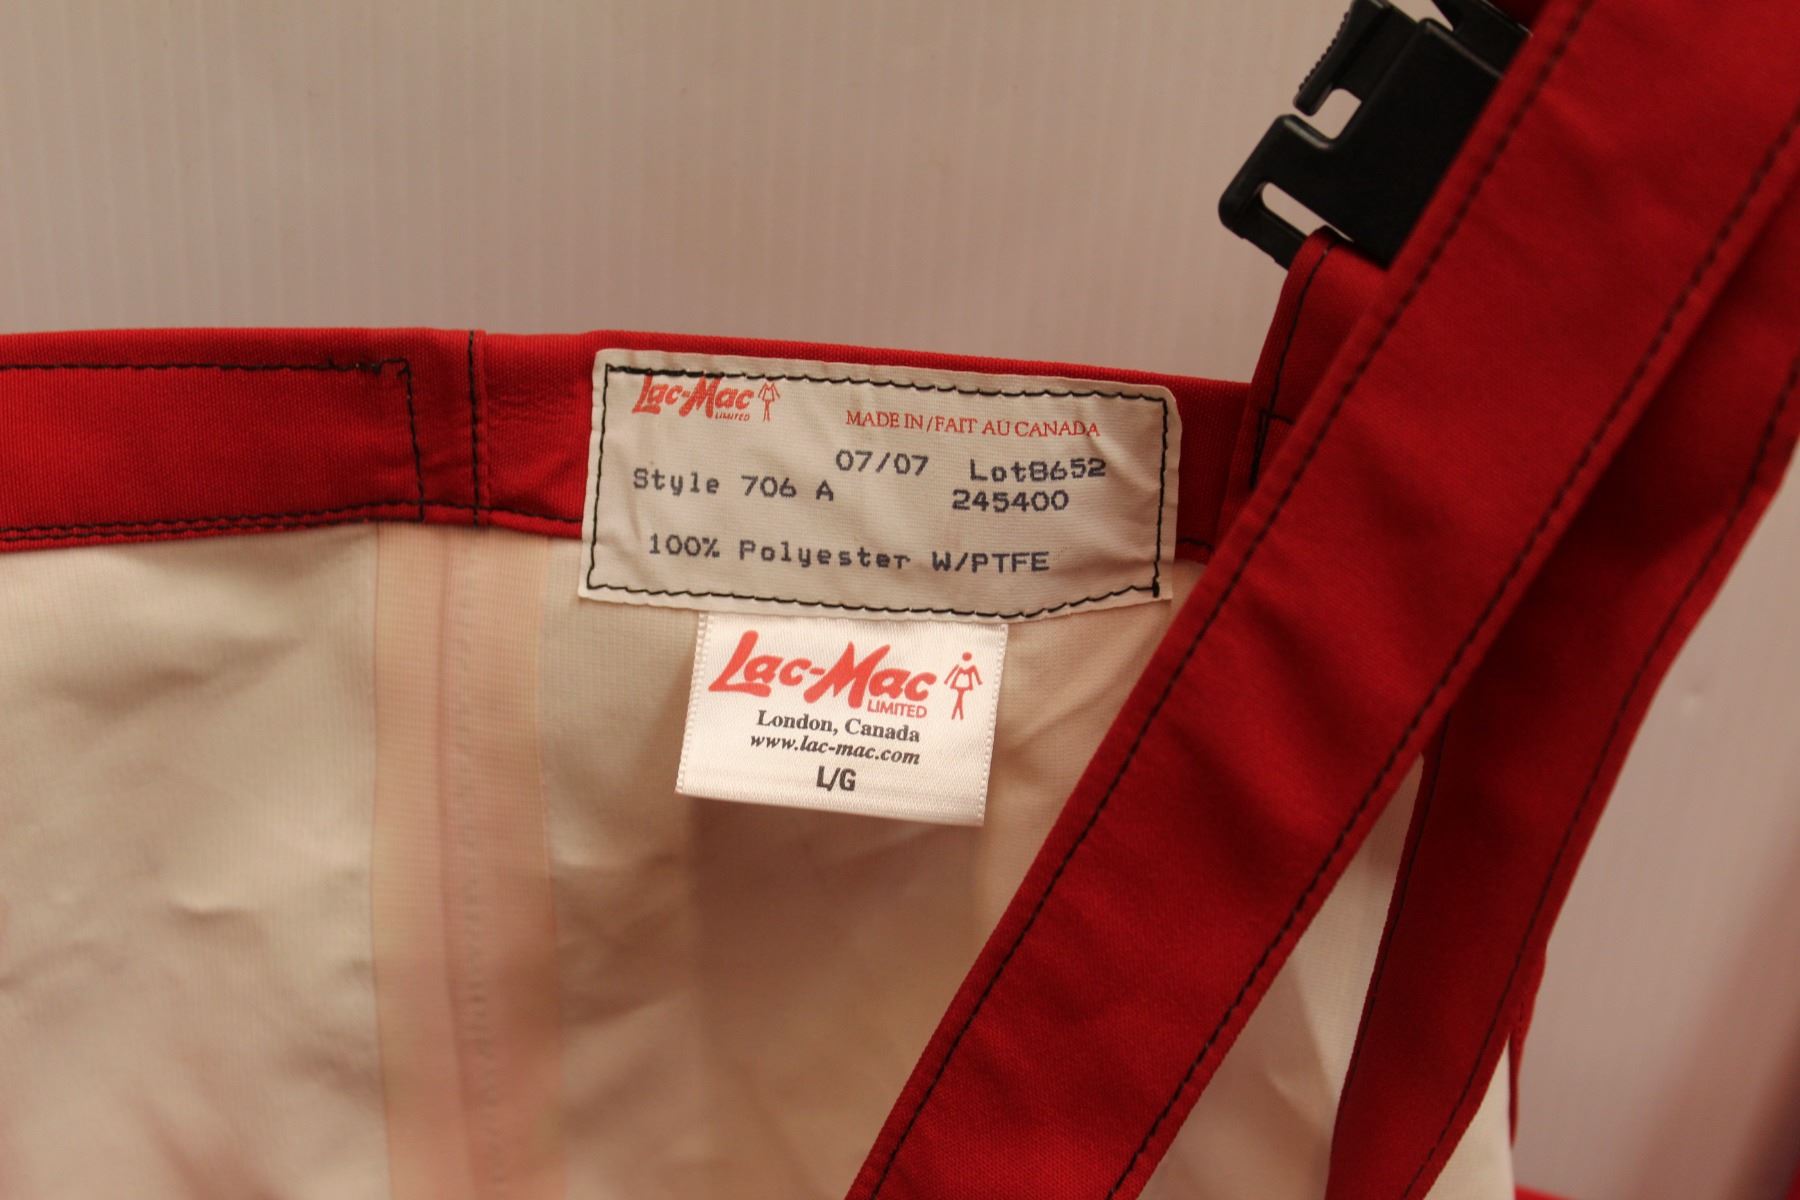 Lac-Mac
LIMITED
MADE IN/FAIT AU CANADA
07/07 Lot8652
Style 706 A 245400
100% Polyester W/PTFE
Lac-Mac
LIMITED
London, Canada
www.lac-mac.com
L/G